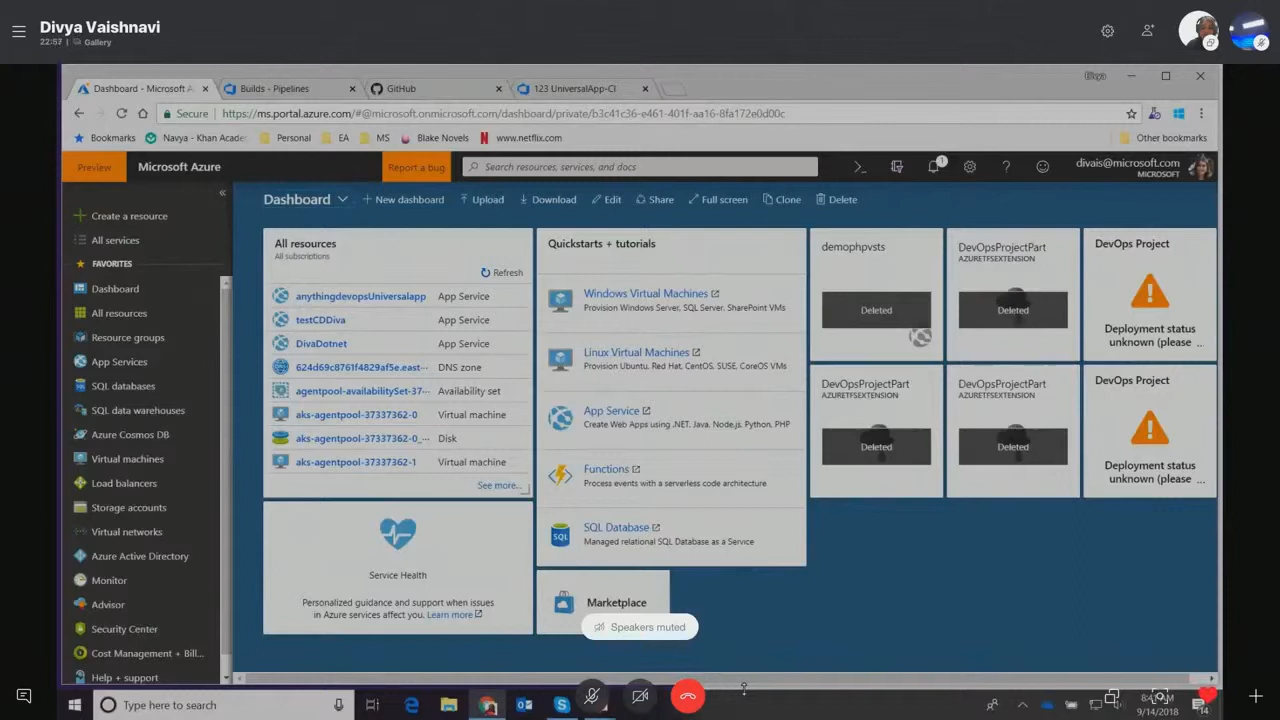 Divya Vaishnavi
22:57 | Gallery
Dashboard - Microsoft A
Builds - Pipelines
GitHub
123 UniversalApp-CI
Divya
Secure | https://ms.portal.azure.com/#@microsoft.onmicrosoft.com/dashboard/private/b3c41c36-e461-401f-aa16-8fa172e0d00c
Bookmarks
Navya - Khan Acade
Personal
EA
MS
Blake Novels
www.netflix.com
Other bookmarks
Preview
Microsoft Azure
Report a bug
Search resources, services, and docs
1
divais@microsoft.com
MICROSOFT
Create a resource
All services
FAVORITES
Dashboard
All resources
Resource groups
App Services
SQL databases
SQL data warehouses
Azure Cosmos DB
Virtual machines
Load balancers
Storage accounts
Virtual networks
Azure Active Directory
Monitor
Advisor
Security Center
Cost Management + Bill...
Help + support
Dashboard
New dashboard
Upload
Download
Edit
Share
Full screen
Clone
Delete
All resources
All subscriptions
Refresh
anythingdevopsUniversalapp App Service
testCDDiva App Service
DivaDotnet App Service
624d69c8761f4829af5e.east... DNS zone
agentpool-availabilitySet-37... Availability set
aks-agentpool-37337362-0 Virtual machine
aks-agentpool-37337362-0_... Disk
aks-agentpool-37337362-1 Virtual machine
See more...
Service Health
Personalized guidance and support when issues
in Azure services affect you. Learn more
Quickstarts + tutorials
Windows Virtual Machines
Provision Windows Server, SQL Server, SharePoint VMs
Linux Virtual Machines
Provision Ubuntu, Red Hat, CentOS, SUSE, CoreOS VMs
App Service
Create Web Apps using .NET, Java, Node.js, Python, PHP
Functions
Process events with a serverless code architecture
SQL
SQL Database
Managed relational SQL Database as a Service
Marketplace
Speakers muted
demophpvsts
Deleted
DevOpsProjectPart
AZURETFSEXTENSION
Deleted
DevOps Project
Deployment status
unknown (please ...
DevOpsProjectPart
AZURETFSEXTENSION
Deleted
DevOpsProjectPart
AZURETFSEXTENSION
Deleted
DevOps Project
Deployment status
unknown (please ...
Type here to search
9/14/2018
14